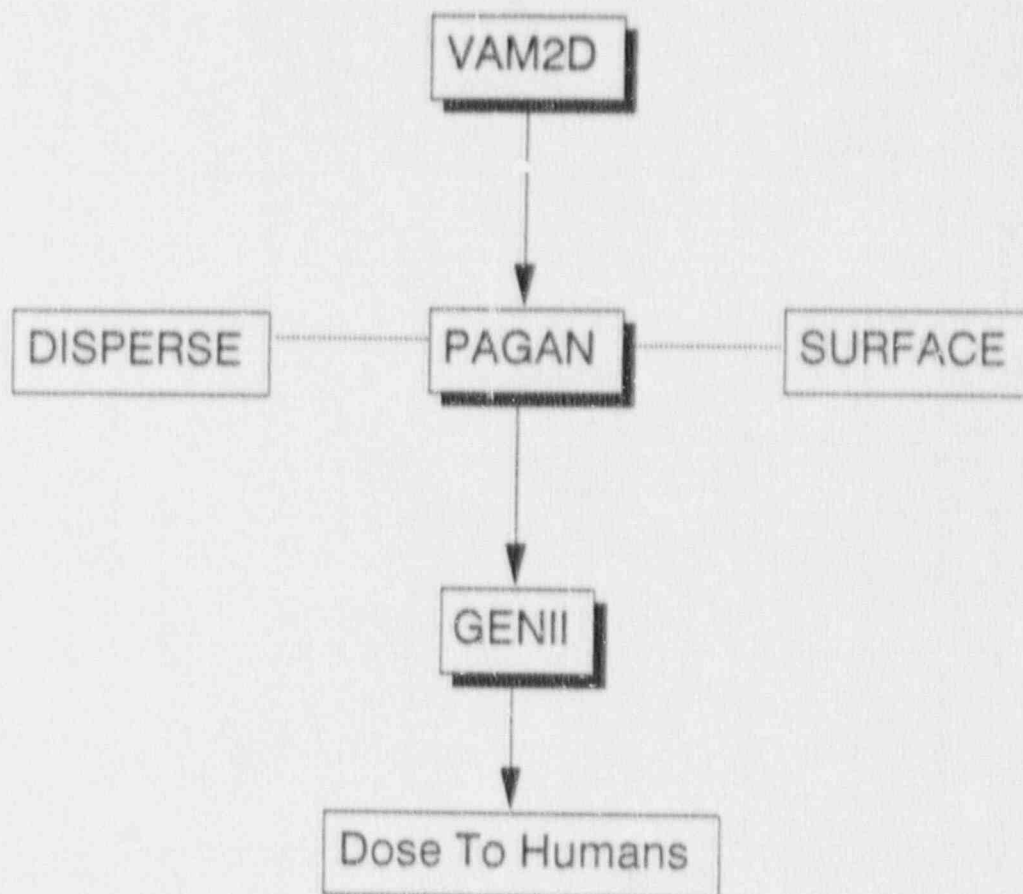 VAM2D
DISPERSE
PAGAN
SURFACE
GENII
Dose To Humans